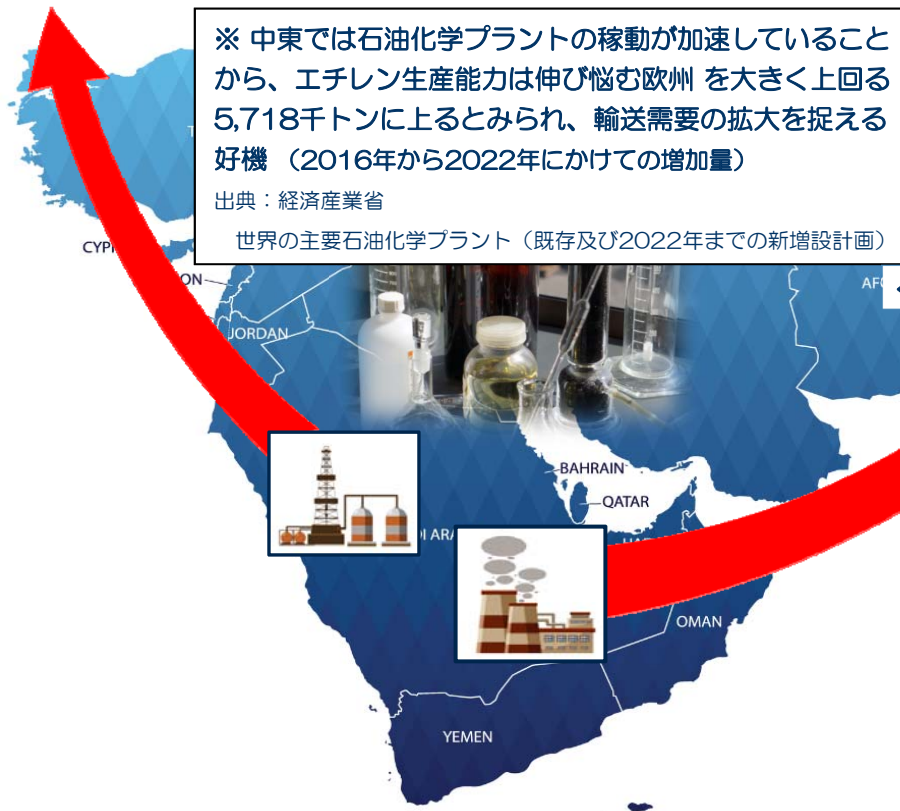 ※ 中東では石油化学プラントの稼動が加速していること
から、エチレン生産能力は伸び悩む欧州 を大きく上回る
5,718千トンに上るとみられ、輸送需要の拡大を捉える
好機 （2016年から2022年にかけての増加量）
出典：経済産業省
世界の主要石油化学プラント（既存及び2022年までの新増設計画）
JORDAN
BAHRAIN
QATAR
OMAN
YEMEN